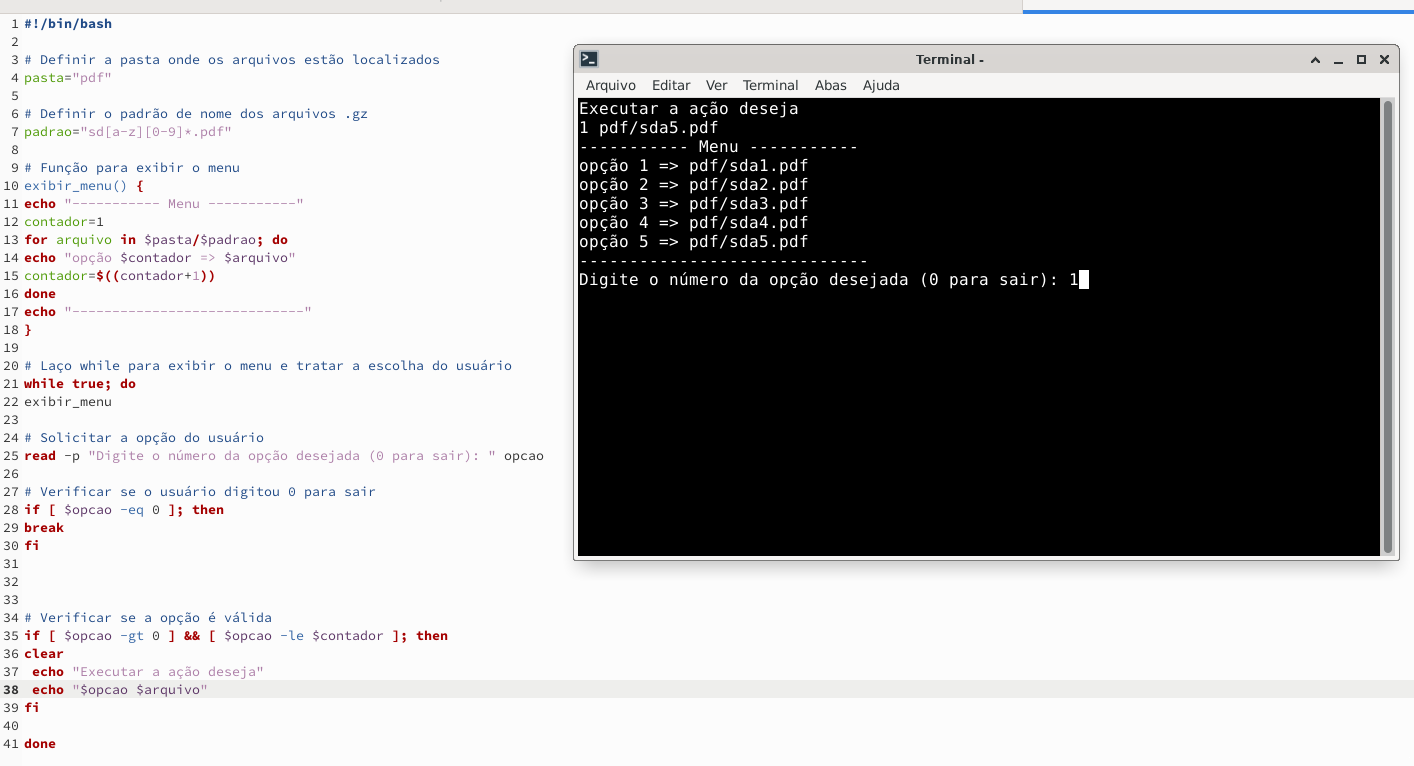 1 #!/bin/bash
2
3 # Definir a pasta onde os arquivos estão localizados
4 pasta="pdf"
5
6 # Definir o padrão de nome dos arquivos .gz
7 padrao="sd[a-z][0-9]*.pdf"
8
9 # Função para exibir o menu
10 exibir_menu() {
11 echo "----------- Menu -----------"
12 contador=1
13 for arquivo in $pasta/$padrao; do
14 echo "opção $contador => $arquivo"
15 contador=$((contador+1))
16 done
17 echo "-----------------------------"
18 }
19
20 # Laço while para exibir o menu e tratar a escolha do usuário
21 while true; do
22 exibir_menu
23
24 # Solicitar a opção do usuário
25 read -p "Digite o número da opção desejada (0 para sair): " opcao
26
27 # Verificar se o usuário digitou 0 para sair
28 if [ $opcao -eq 0 ]; then
29 break
30 fi
31
32
33
34 # Verificar se a opção é válida
35 if [ $opcao -gt 0 ] && [ $opcao -le $contador ]; then
36 clear
37  echo "Executar a ação deseja"
38  echo "$opcao $arquivo"
39 fi
40
41 done
Terminal -
Arquivo Editar Ver Terminal Abas Ajuda
Executar a ação deseja
1 pdf/sda5.pdf
----------- Menu -----------
opção 1 => pdf/sda1.pdf
opção 2 => pdf/sda2.pdf
opção 3 => pdf/sda3.pdf
opção 4 => pdf/sda4.pdf
opção 5 => pdf/sda5.pdf
-----------------------------
Digite o número da opção desejada (0 para sair): 1